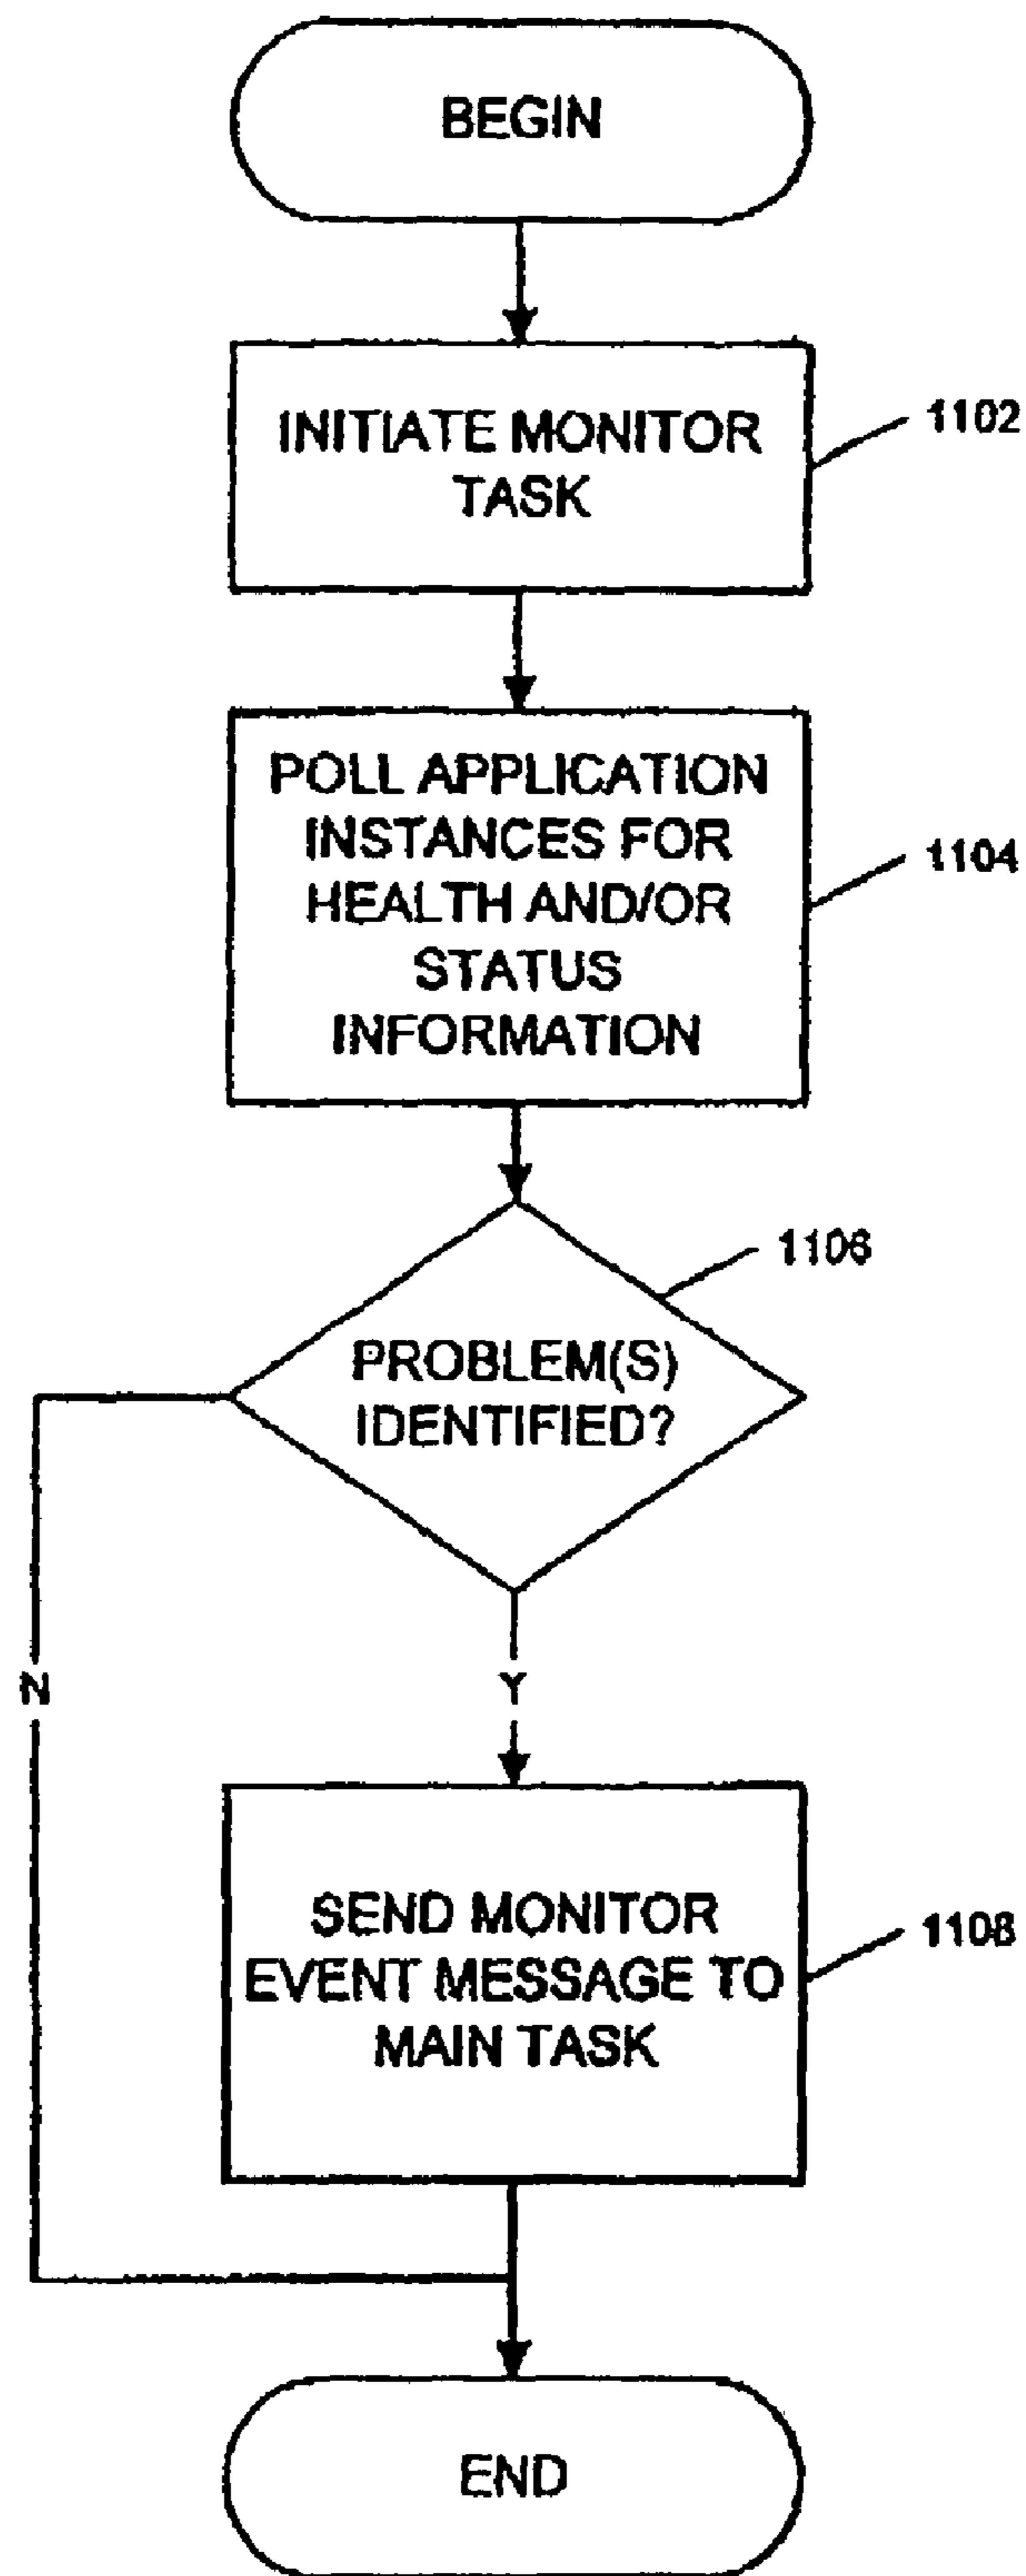 BEGIN
INITIATE MONITOR
TASK
1102
POLL APPLICATION
INSTANCES FOR
HEALTH AND/OR
STATUS
INFORMATION
1104
1106
PROBLEM(S)
IDENTIFIED?
N
Y
SEND MONITOR
EVENT MESSAGE TO
MAIN TASK
1108
END